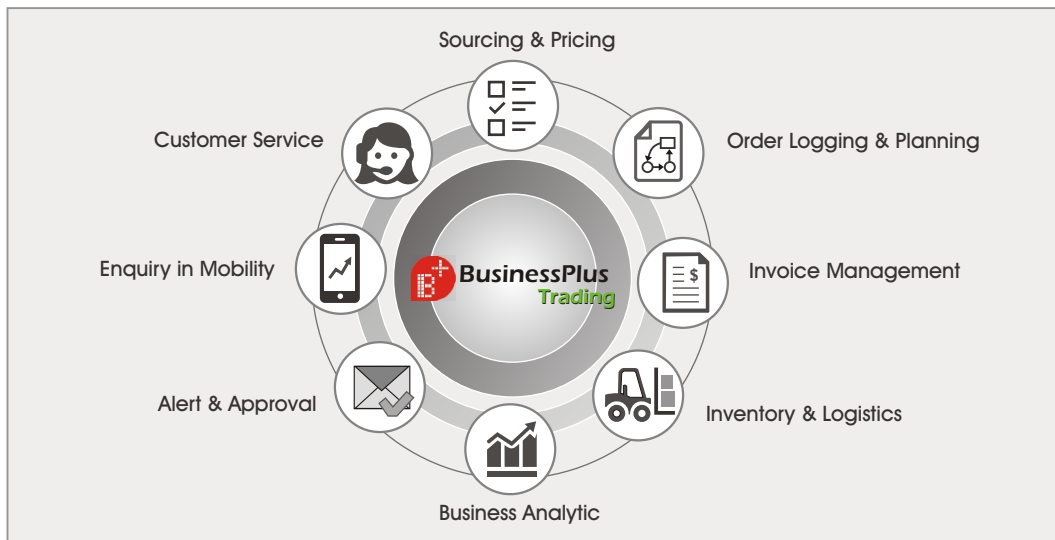 Sourcing & Pricing
Customer Service
Order Logging & Planning
Enquiry in Mobility
Invoice Management
B+ BusinessPlus
Trading
Alert & Approval
Inventory & Logistics
Business Analytic
$